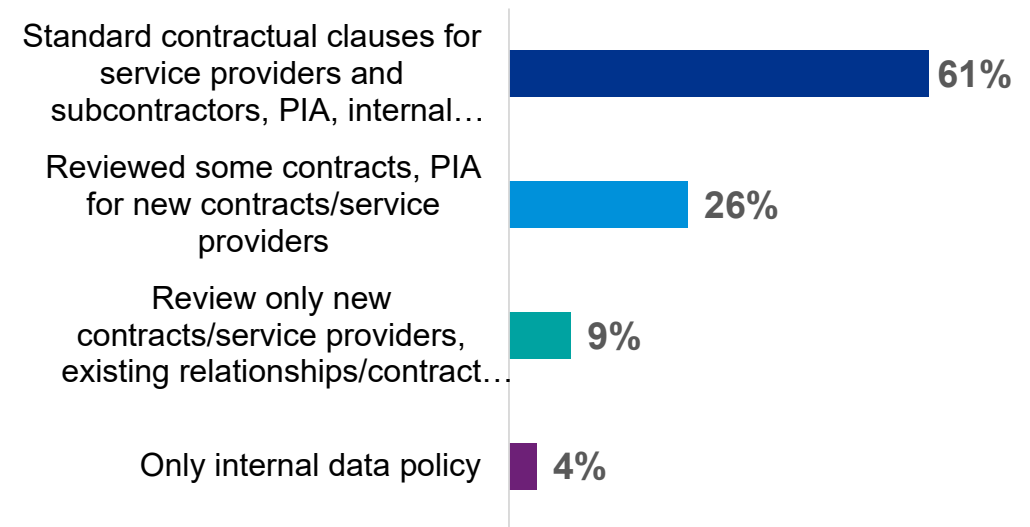 Standard contractual clauses for
service providers and
subcontractors, PIA, internal…
61%
Reviewed some contracts, PIA
for new contracts/service
providers
26%
Review only new
contracts/service providers,
existing relationships/contract…
9%
Only internal data policy
4%